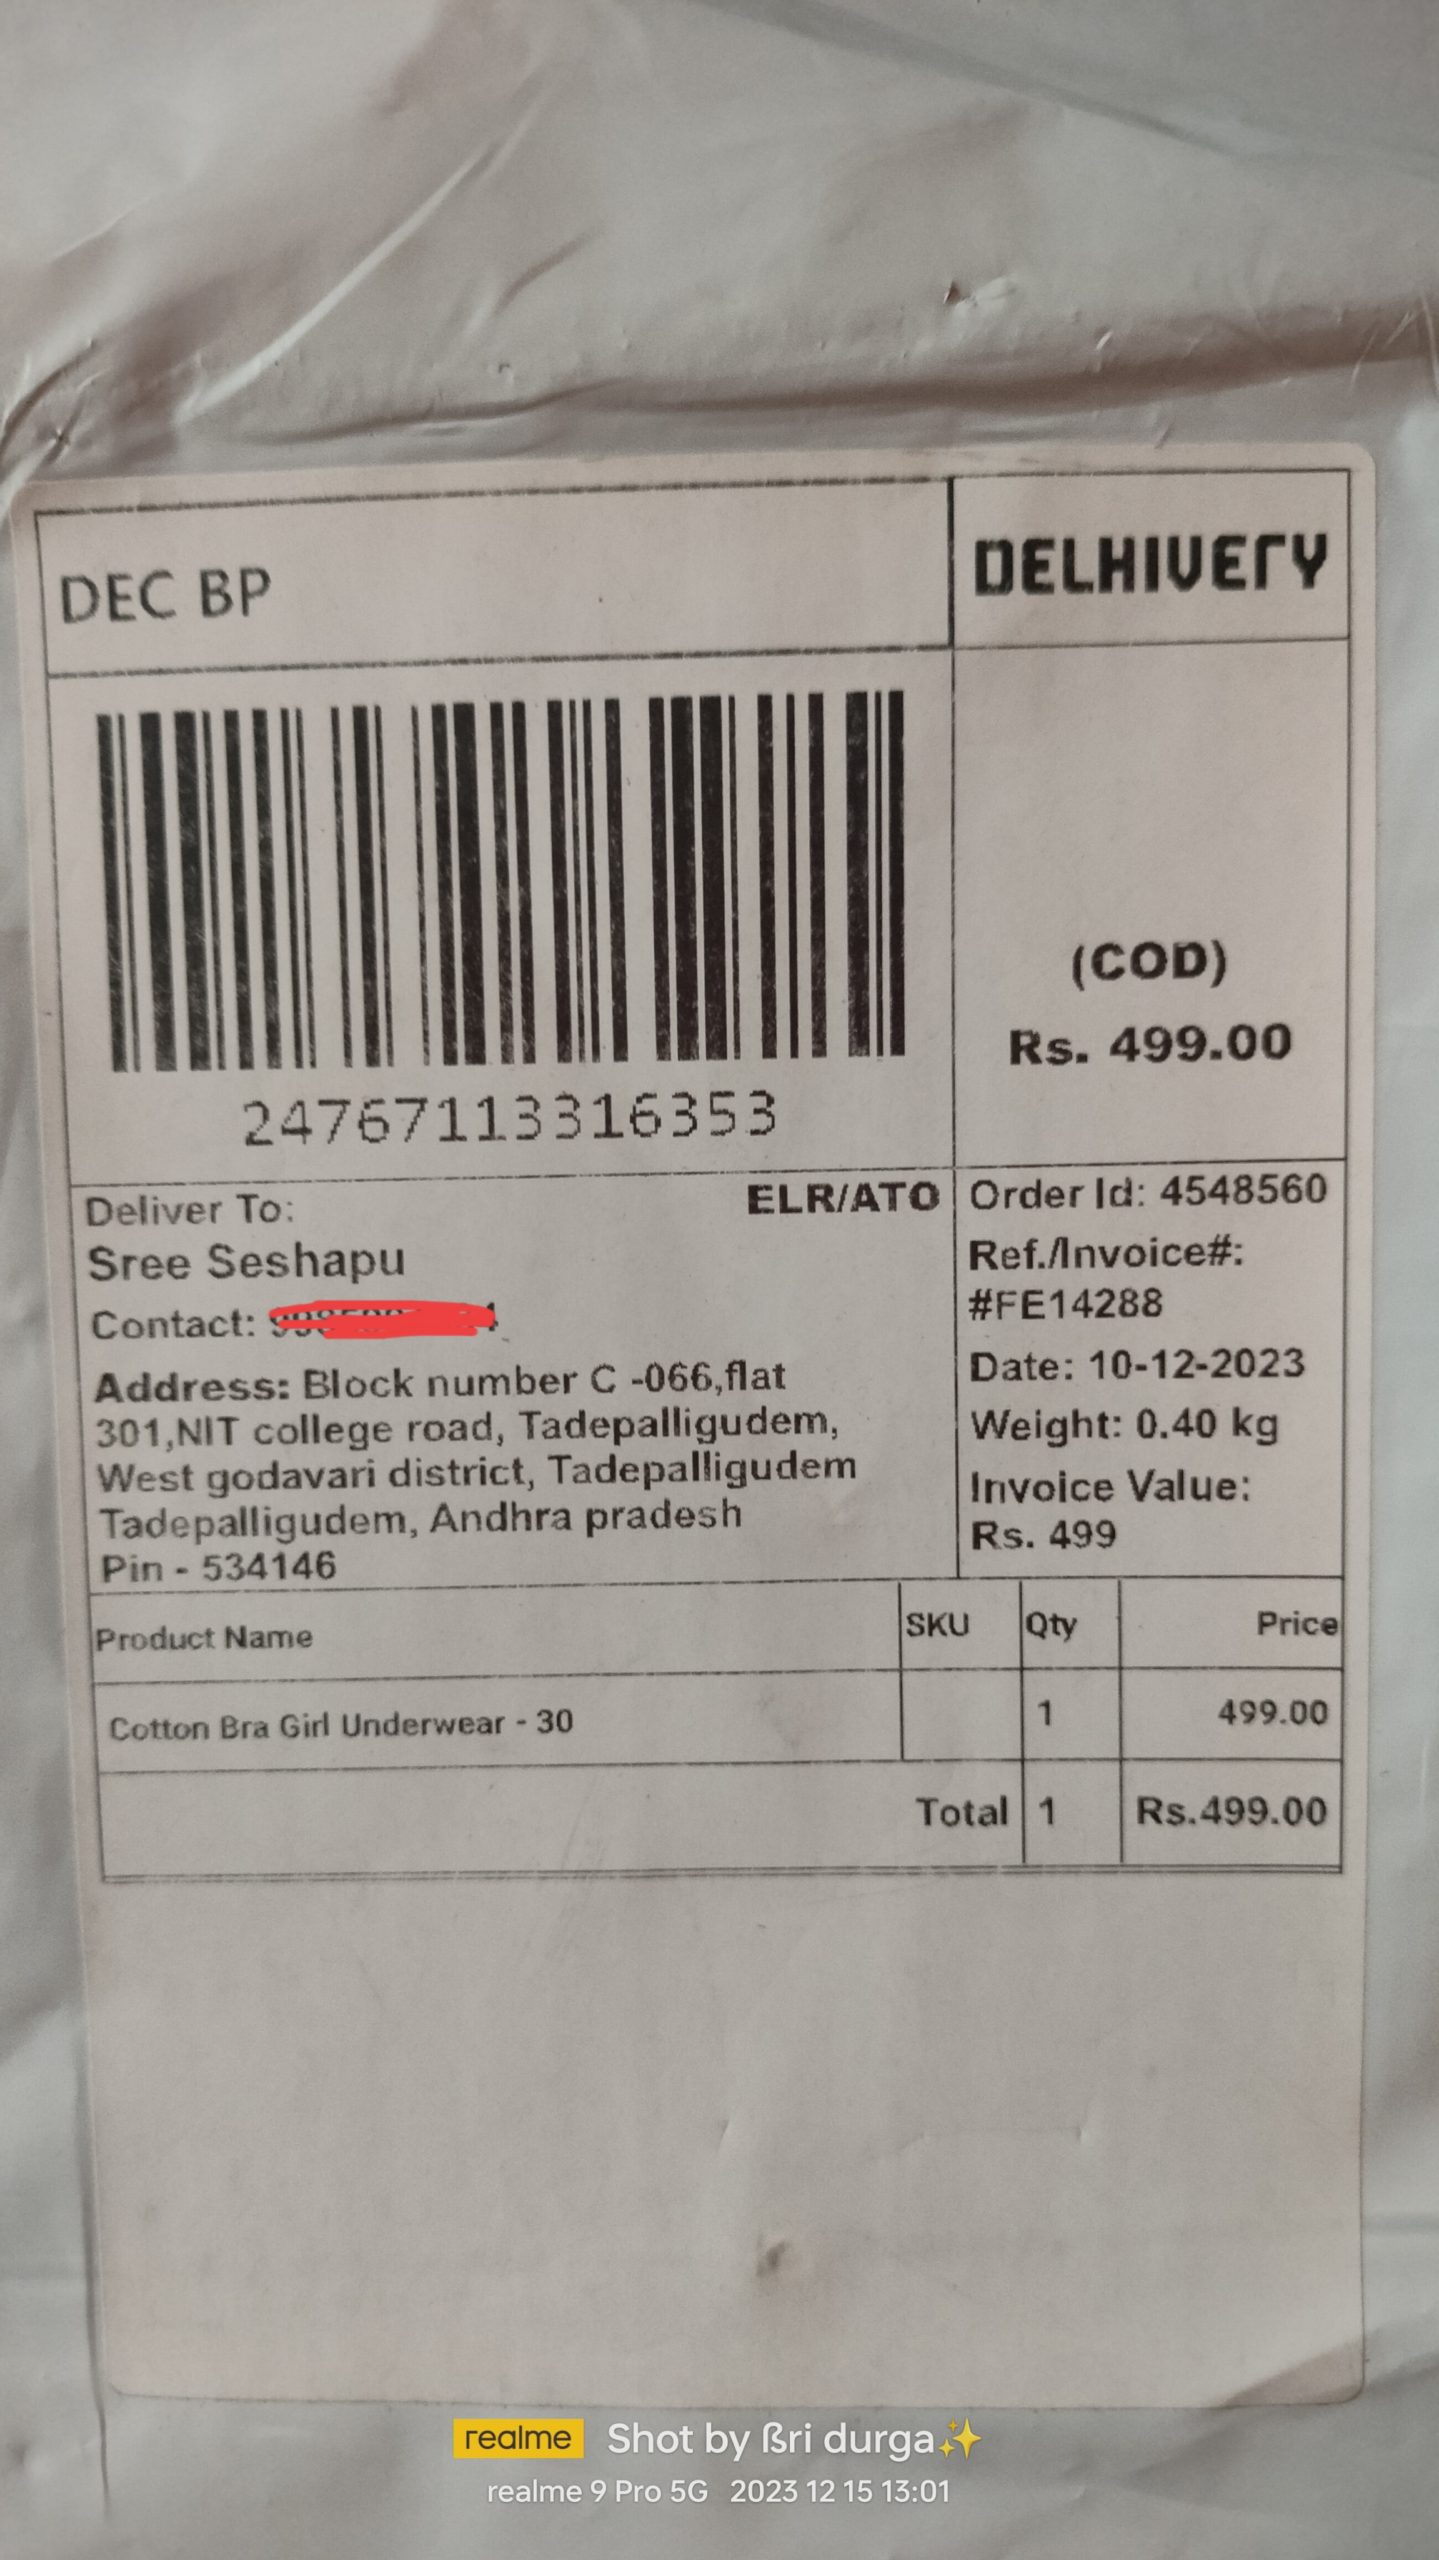 DEC BP
DELHIVERY
24767113316353
(COD)
Rs. 499.00
Deliver To:
ELR/ATO
Sree Seshapu
Contact:
Address: Block number C -066,flat
301,NIT college road, Tadepalligudem,
West godavari district, Tadepalligudem
Tadepalligudem, Andhra pradesh
Pin - 534146
Order Id: 4548560
Ref./Invoice#:
#FE14288
Date: 10-12-2023
Weight: 0.40 kg
Invoice Value:
Rs. 499
Product Name SKU Qty Price
Cotton Bra Girl Underwear - 30 1 499.00
Total 1 Rs.499.00
realme Shot by ßri durga✨
realme 9 Pro 5G 2023 12 15 13:01